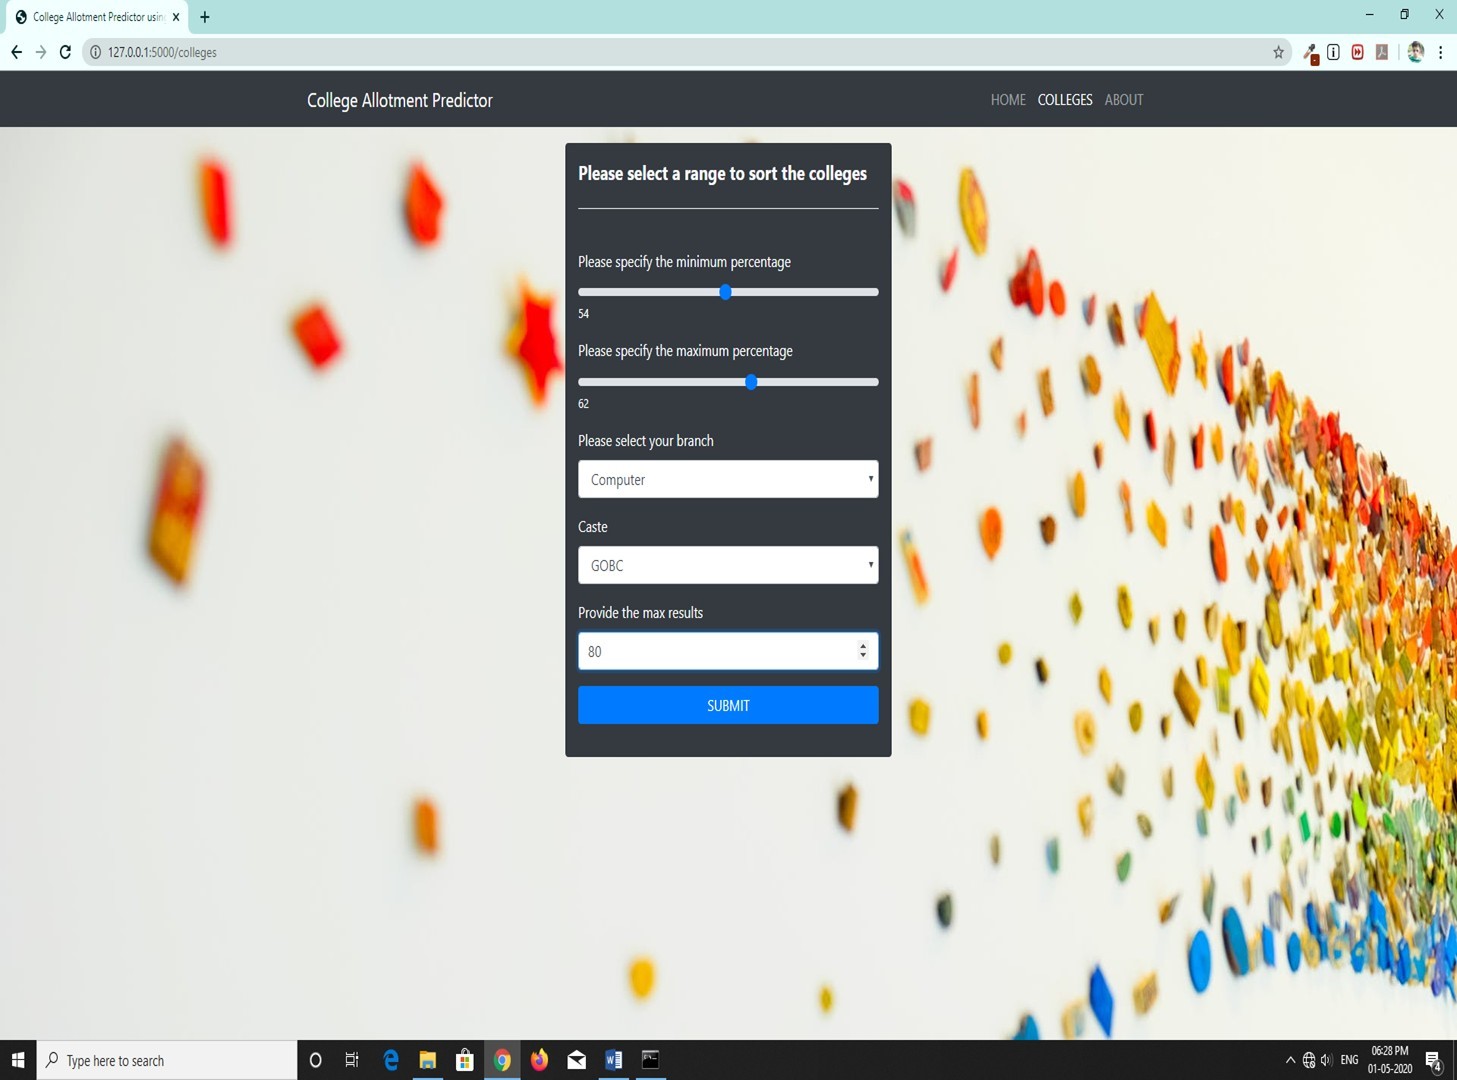 College Allotment Predictor usin
127.0.0.1:5000/colleges
College Allotment Predictor
HOME COLLEGES ABOUT
Please select a range to sort the colleges
Please specify the minimum percentage
54
Please specify the maximum percentage
62
Please select your branch
Computer
Caste
GOBC
Provide the max results
80
SUBMIT
Type here to search
ENG
06:28 PM
01-05-2020
4